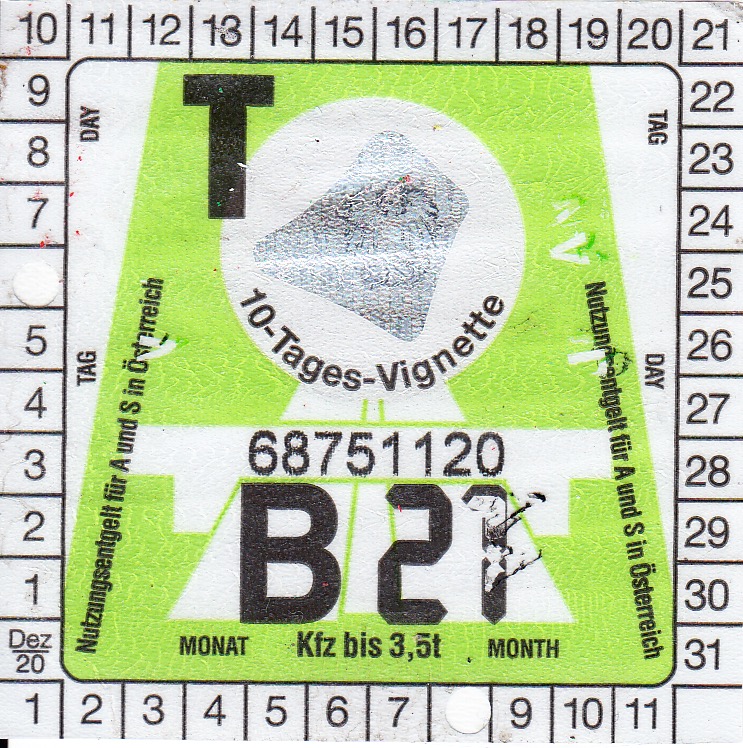 10 11 12 13 14 15 16 17 18 19 20 21
9 22
8 23
7 24
25
5 26
4 27
3 28
2 29
1 30
Dez 20 31
1 2 3 4 5 6 7 9 10 11
DAY
TAG
T
10-Tages-Vignette
TAG
DAY
Nutzungsentgelt für A und S in Österreich
Nutzungsentgelt für A und S in Österreich
68751120
B 21
MONAT Kfz bis 3,5t MONTH